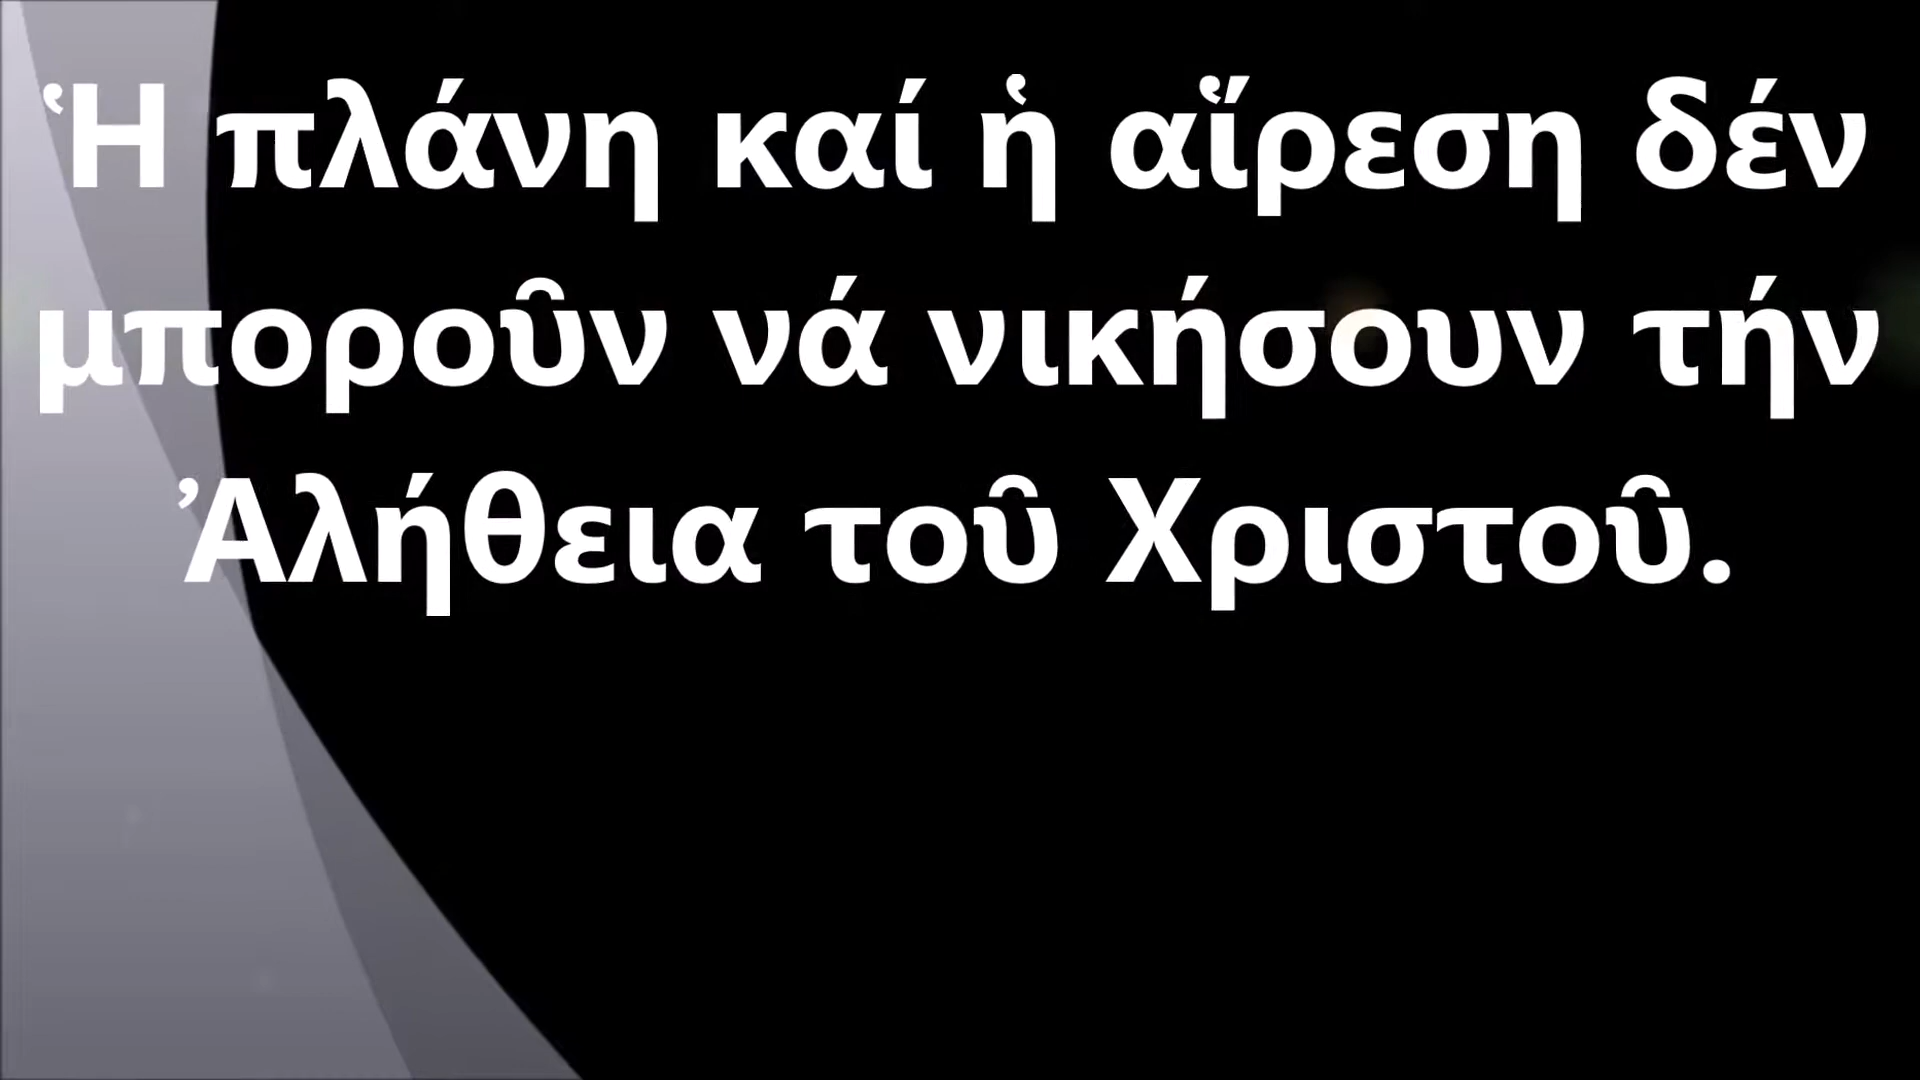 Ἡ πλάνη καί ἡ αἵρεση δέν
μποροῦν νά νικήσουν τήν
Ἀλήθεια τοῦ Χριστοῦ.